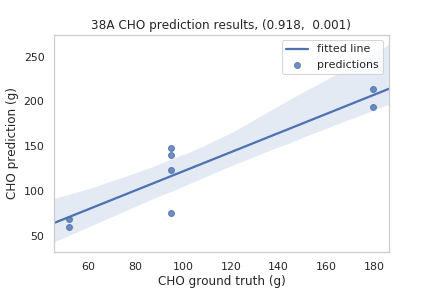 38A CHO prediction results, (0.918,  0.001)
fitted line
predictions
CHO prediction (g)
250
200
150
100
50
60 80 100 120 140 160 180
CHO ground truth (g)